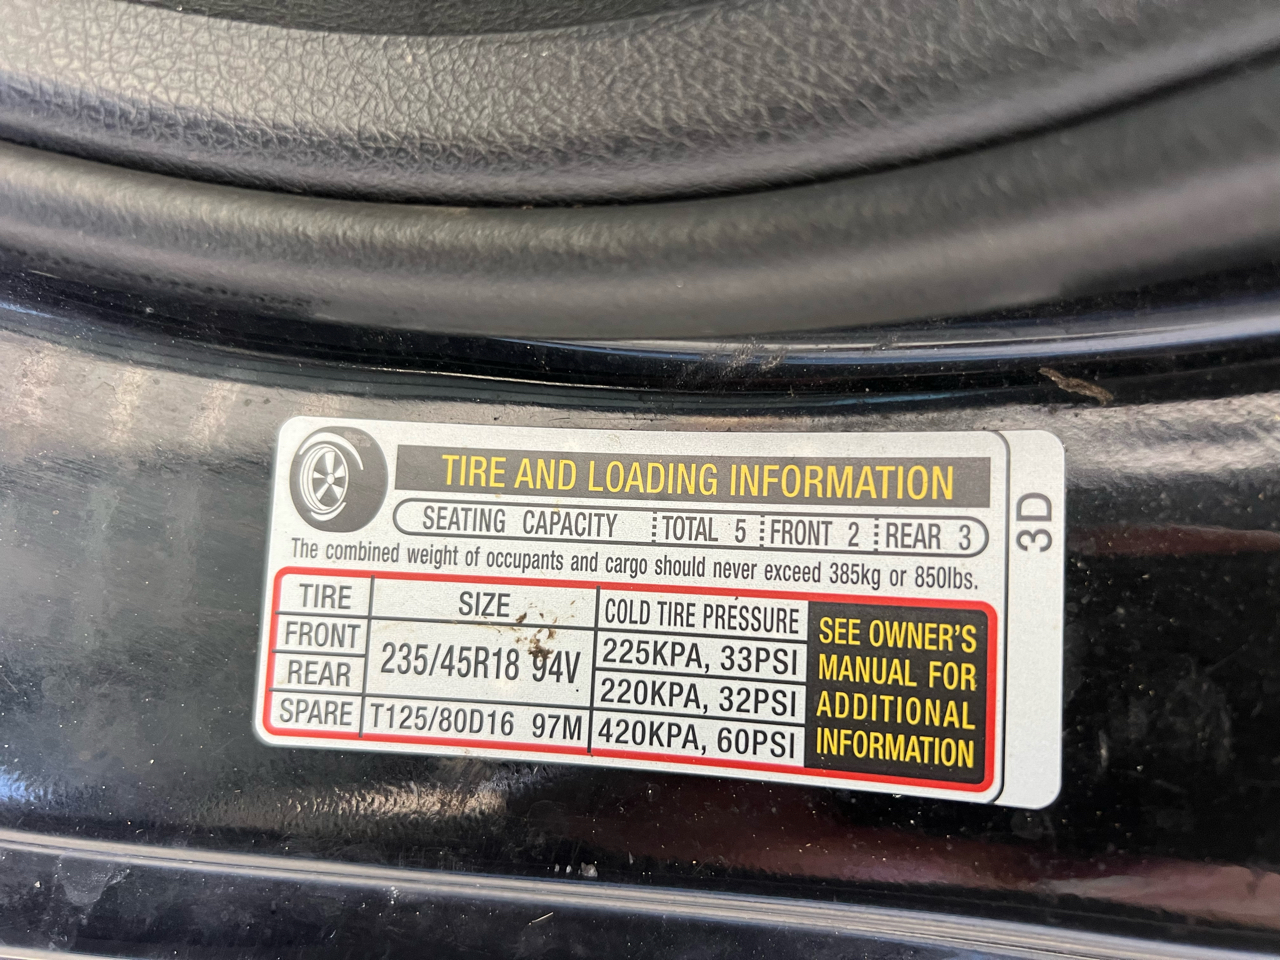 TIRE AND LOADING INFORMATION
SEATING CAPACITY TOTAL 5 FRONT 2 REAR 3
The combined weight of occupants and cargo should never exceed 385kg or 850lbs.
TIRE SIZE COLD TIRE PRESSURE
FRONT 235/45R18 94V 225KPA, 33PSI
REAR 220KPA, 32PSI
SPARE T125/80D16 97M 420KPA, 60PSI
SEE OWNER'S
MANUAL FOR
ADDITIONAL
INFORMATION
3D